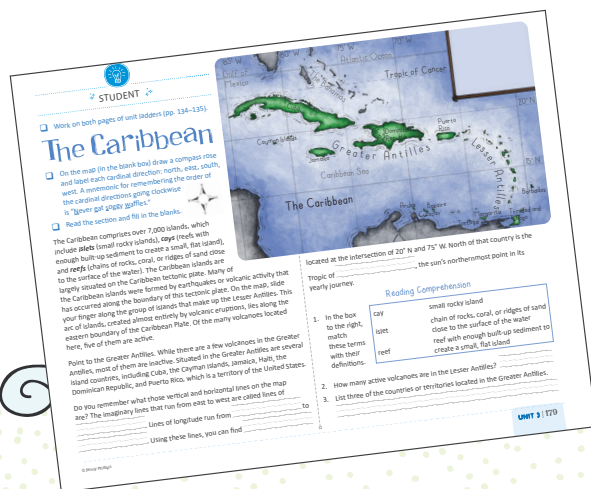 STUDENT
Work on both pages of unit ladders (pp. 134–135).
The Caribbean
On the map (in the blank box) draw a compass rose
and label each cardinal direction: north, east, south,
west. A mnemonic for remembering the order of
the cardinal directions going clockwise
is "Never eat soggy waffles."
Read the section and fill in the blanks.
The Caribbean comprises over 7,000 islands, which
include islets (small rocky islands), cays (reefs with
enough built-up sediment to create a small, flat island),
and reefs (chains of rocks, coral, or ridges of sand close
to the surface of the water). The Caribbean islands are
largely situated on the Caribbean tectonic plate. Many of
the Caribbean islands were formed by earthquakes or volcanic activity that
has occurred along the boundary of this tectonic plate. On the map, slide
your finger along the group of islands that make up the Lesser Antilles. This
arc of islands, created almost entirely by volcanic eruptions, lies along the
eastern boundary of the Caribbean Plate. Of the many volcanoes located
here, five of them are active.
Point to the Greater Antilles. While there are a few volcanoes in the Greater
Antilles, most of them are inactive. Situated in the Greater Antilles are several
island countries, including Cuba, the Cayman Islands, Jamaica, Haiti, the
Dominican Republic, and Puerto Rico, which is a territory of the United States.
Do you remember what those vertical and horizontal lines on the map
are? The imaginary lines that run from east to west are called lines of
. Lines of longitude run from to
. Using these lines, you can find
80° W
75° W
70° W
Gulf of
Mexico
Atlantic Ocean
The Bahamas
Tropic of Cancer
20° N
Cuba
Cayman Islands
Jamaica
Puerto
Rico
Greater Antilles
Lesser Antilles
15° N
Caribbean Sea
Barbados
The Caribbean
located at the intersection of 20° N and 75° W. North of that country is the
Tropic of , the sun's northernmost point in its
yearly journey.
Reading Comprehension
1. In the box
to the right,
match
these terms
with their
definitions.
cay
islet
reef
small rocky island
chain of rocks, coral, or ridges of sand
close to the surface of the water
reef with enough built-up sediment to
create a small, flat island
2. How many active volcanoes are in the Lesser Antilles?
3. List three of the countries or territories located in the Greater Antilles.
UNIT 3 | 179